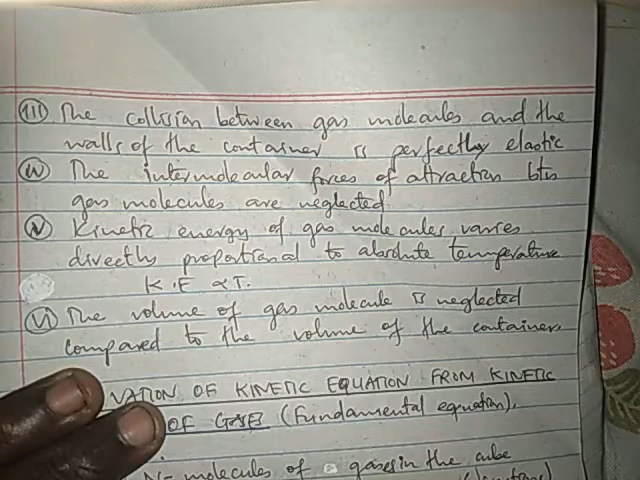 (III) The collision between gas molecules and the
walls of the container is perfectly elastic
(IV) The intermolecular forces of attraction btn
gas molecules are neglected
(V) Kinetic energy of gas molecules varies
directly proportional to absolute temperature
K.E ∝ T.
(VI) The volume of gas molecule is neglected
compared to the volume of the container
VATION OF KINETIC EQUATION FROM KINETIC
OF GASES (Fundamental equation).
N = molecules of gases in the cube